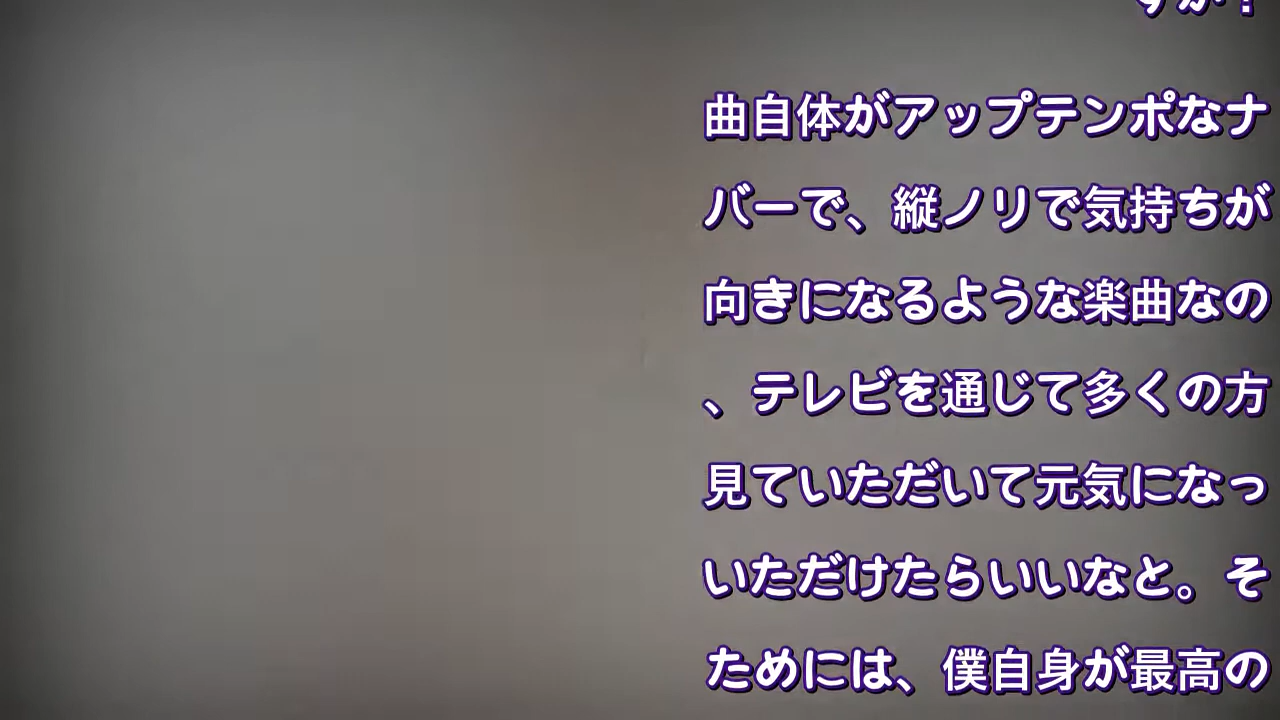 すか？
曲自体がアップテンポなナ
バーで、縦ノリで気持ちが
向きになるような楽曲なの
、テレビを通じて多くの方
見ていただいて元気になっ
いただけたらいいなと。そ
ためには、僕自身が最高の